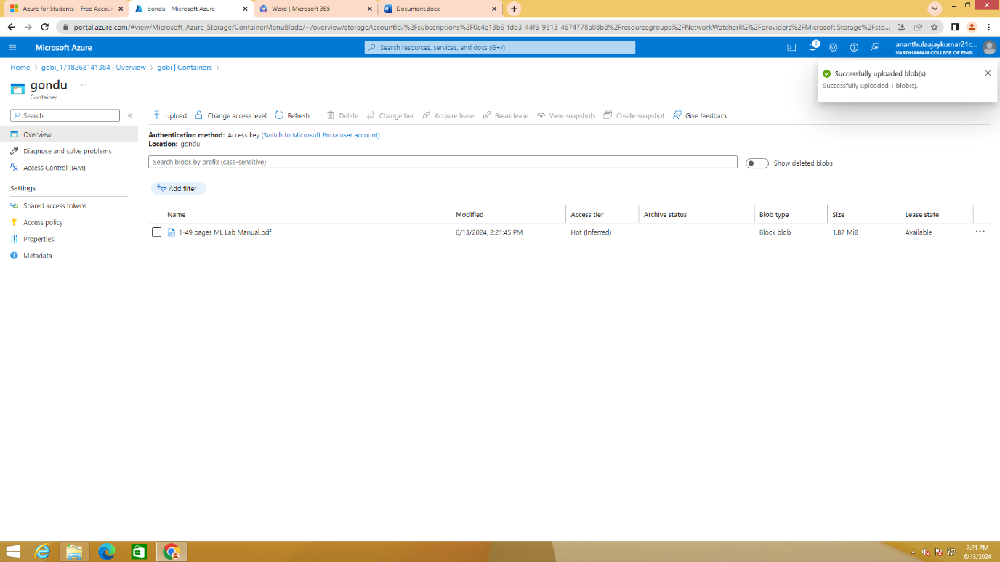 Azure for Students – Free Accoun
gondu - Microsoft Azure
Word | Microsoft 365
Document.docx
portal.azure.com/#view/Microsoft_Azure_Storage/ContainerMenuBlade/~/overview/storageAccountId/%2Fsubscriptions%2F0c4e13b6-fdb3-44f6-9313-4674778a08b8%2Fresourcegroups%2FNetworkWatcherRG%2Fproviders%2FMicrosoft.Storage%2Fsto...
Microsoft Azure
Search resources, services, and docs (G+/)
3
ananthulaajaykumar21c...
VARDHAMAN COLLEGE OF ENGI...
Home > gobi_1718268141384 | Overview > gobi | Containers >
gondu ...
Container
Successfully uploaded blob(s)
Successfully uploaded 1 blob(s).
Search
Upload Change access level Refresh Delete Change tier Acquire lease Break lease View snapshots Create snapshot Give feedback
Overview
Diagnose and solve problems
Access Control (IAM)
Settings
Shared access tokens
Access policy
Properties
Metadata
Authentication method: Access key (Switch to Microsoft Entra user account)
Location: gondu
Search blobs by prefix (case-sensitive)
Show deleted blobs
Add filter
Name Modified Access tier Archive status Blob type Size Lease state
1-49 pages ML Lab Manual.pdf 6/13/2024, 2:21:45 PM Hot (Inferred) Block blob 1.87 MiB Available ...
2:21 PM
6/13/2024